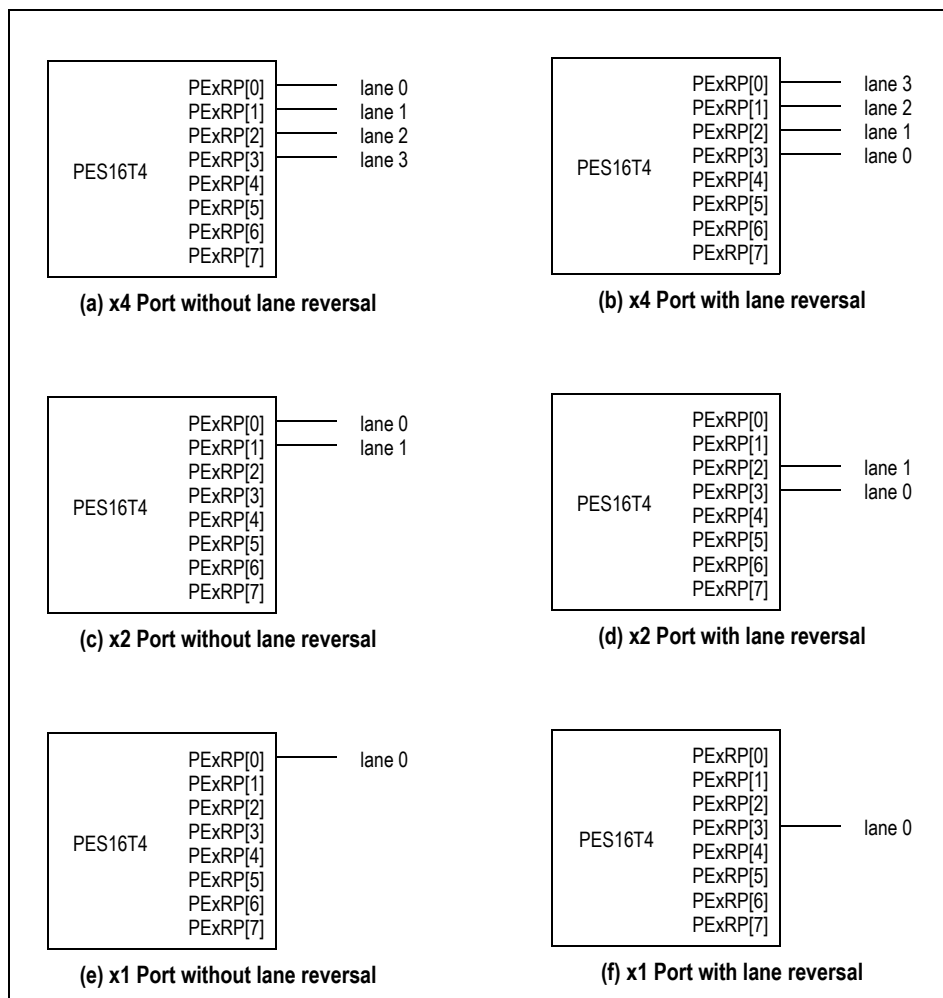 PExRP[0] lane 0
PExRP[1] lane 1
PExRP[2] lane 2
PExRP[3] lane 3
PES16T4
PExRP[4]
PExRP[5]
PExRP[6]
PExRP[7]
(a) x4 Port without lane reversal
PExRP[0] lane 3
PExRP[1] lane 2
PExRP[2] lane 1
PExRP[3] lane 0
PES16T4
PExRP[4]
PExRP[5]
PExRP[6]
PExRP[7]
(b) x4 Port with lane reversal
PExRP[0] lane 0
PExRP[1] lane 1
PExRP[2]
PExRP[3]
PES16T4
PExRP[4]
PExRP[5]
PExRP[6]
PExRP[7]
(c) x2 Port without lane reversal
PExRP[0]
PExRP[1]
PExRP[2] lane 1
PExRP[3] lane 0
PES16T4
PExRP[4]
PExRP[5]
PExRP[6]
PExRP[7]
(d) x2 Port with lane reversal
PExRP[0] lane 0
PExRP[1]
PExRP[2]
PExRP[3]
PES16T4
PExRP[4]
PExRP[5]
PExRP[6]
PExRP[7]
(e) x1 Port without lane reversal
PExRP[0]
PExRP[1]
PExRP[2]
PExRP[3] lane 0
PES16T4
PExRP[4]
PExRP[5]
PExRP[6]
PExRP[7]
(f) x1 Port with lane reversal